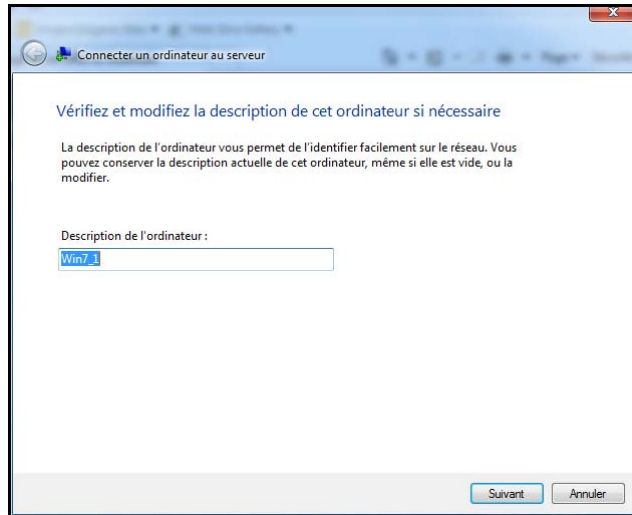 Connecter un ordinateur au serveur
Vérifiez et modifiez la description de cet ordinateur si nécessaire
La description de l'ordinateur vous permet de l'identifier facilement sur le réseau. Vous
pouvez conserver la description actuelle de cet ordinateur, même si elle est vide, ou la
modifier.
Description de l'ordinateur :
Win7_1
Suivant
Annuler